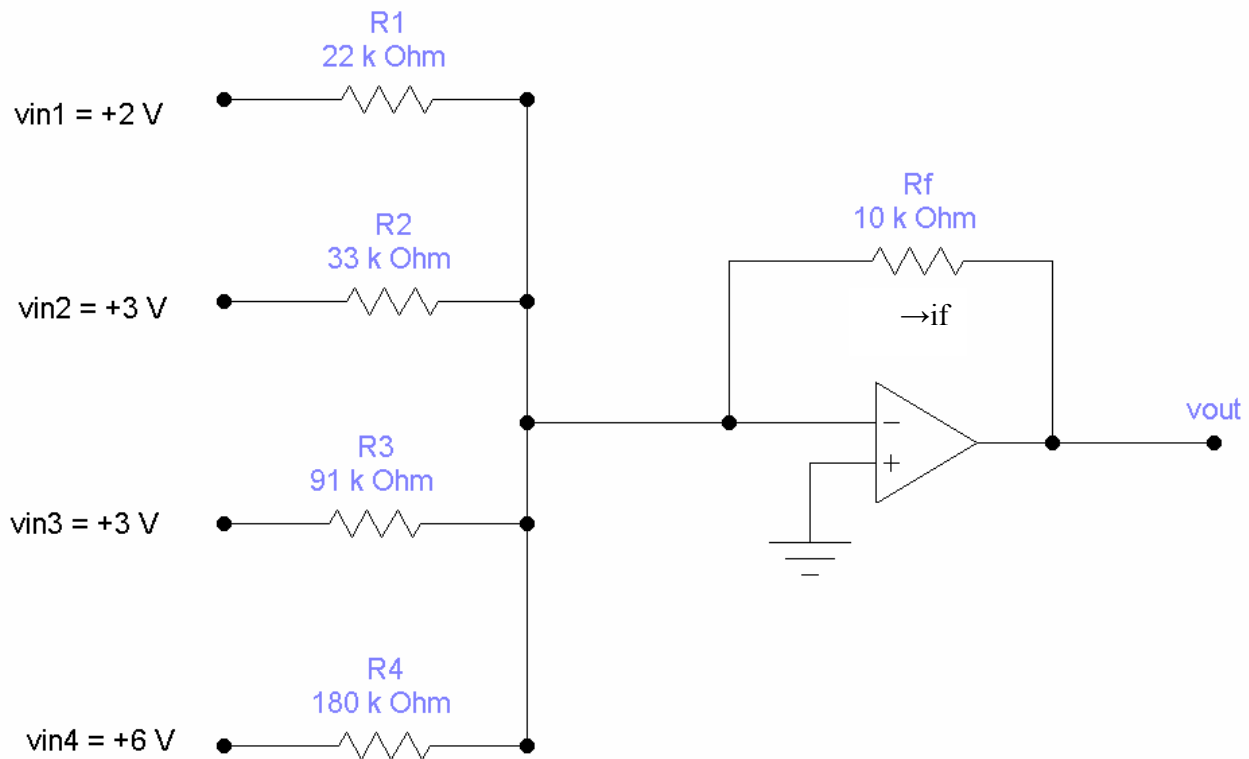 R1
22 k Ohm
vin1 = +2 V
R2
33 k Ohm
vin2 = +3 V
Rf
10 k Ohm
→if
−
+
vout
R3
91 k Ohm
vin3 = +3 V
R4
180 k Ohm
vin4 = +6 V